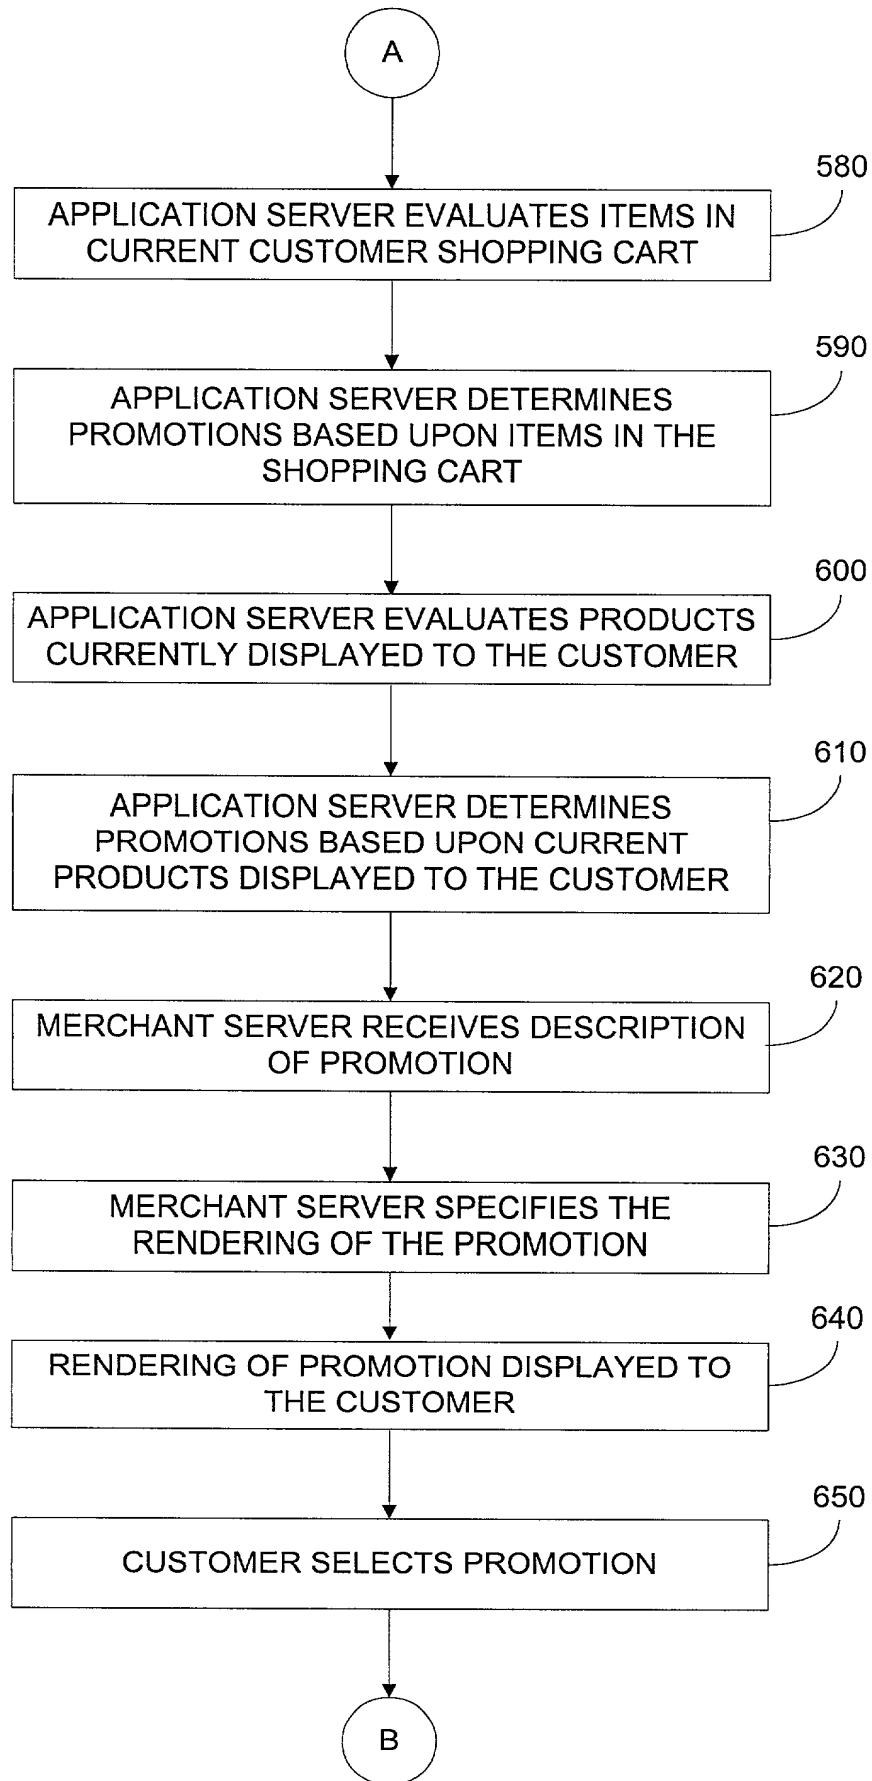 A
580
APPLICATION SERVER EVALUATES ITEMS IN
CURRENT CUSTOMER SHOPPING CART
590
APPLICATION SERVER DETERMINES
PROMOTIONS BASED UPON ITEMS IN THE
SHOPPING CART
600
APPLICATION SERVER EVALUATES PRODUCTS
CURRENTLY DISPLAYED TO THE CUSTOMER
610
APPLICATION SERVER DETERMINES
PROMOTIONS BASED UPON CURRENT
PRODUCTS DISPLAYED TO THE CUSTOMER
620
MERCHANT SERVER RECEIVES DESCRIPTION
OF PROMOTION
630
MERCHANT SERVER SPECIFIES THE
RENDERING OF THE PROMOTION
640
RENDERING OF PROMOTION DISPLAYED TO
THE CUSTOMER
650
CUSTOMER SELECTS PROMOTION
B